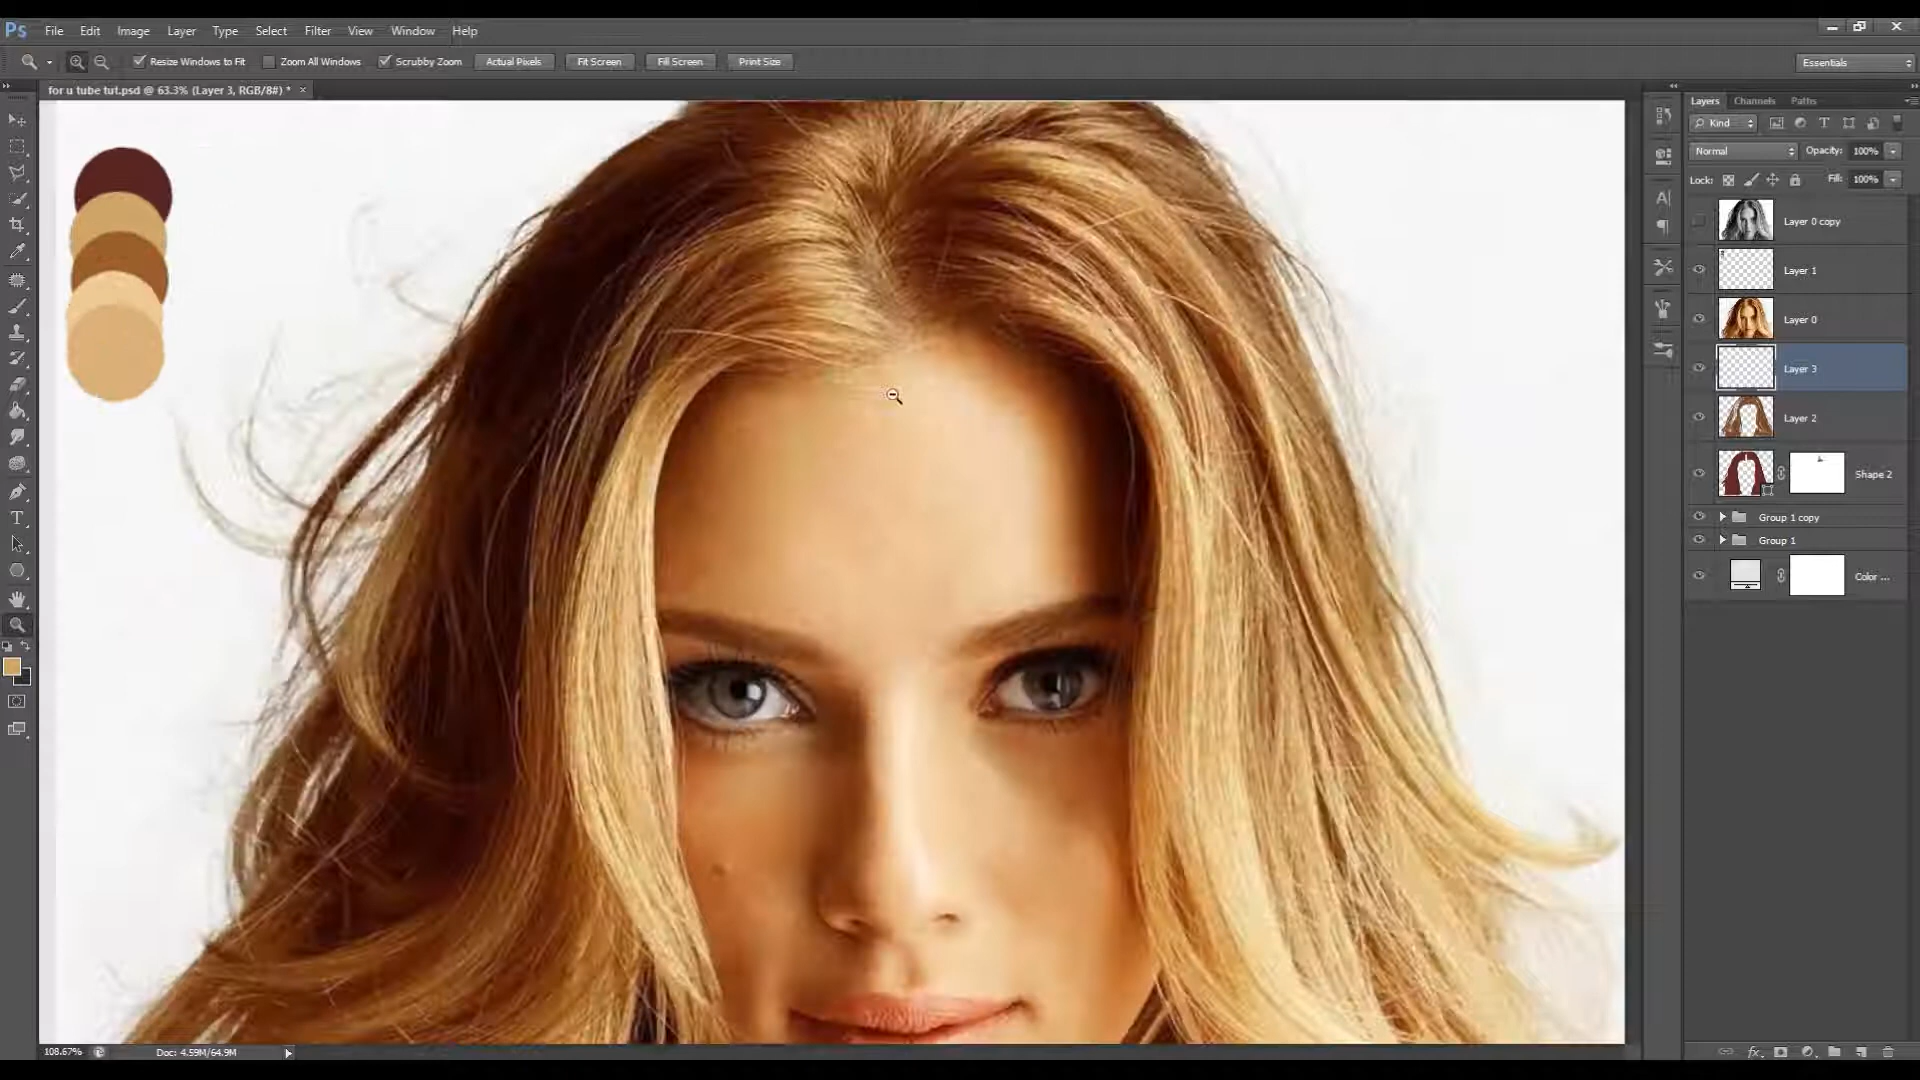 Ps File Edit Image Layer Type Select Filter View Window Help
Resize Windows to Fit Zoom All Windows Scrubby Zoom Actual Pixels Fit Screen Fill Screen Print Size Essentials
for u tube tut.psd @ 63.3% (Layer 3, RGB/8#) * ×
Layers Channels Paths
Kind
Normal Opacity: 100%
Lock: Fill: 100%
Layer 0 copy
Layer 1
Layer 0
Layer 3
Layer 2
Shape 2
Group 1 copy
Group 1
Color ...
108.67% Doc: 4.59M/64.9M